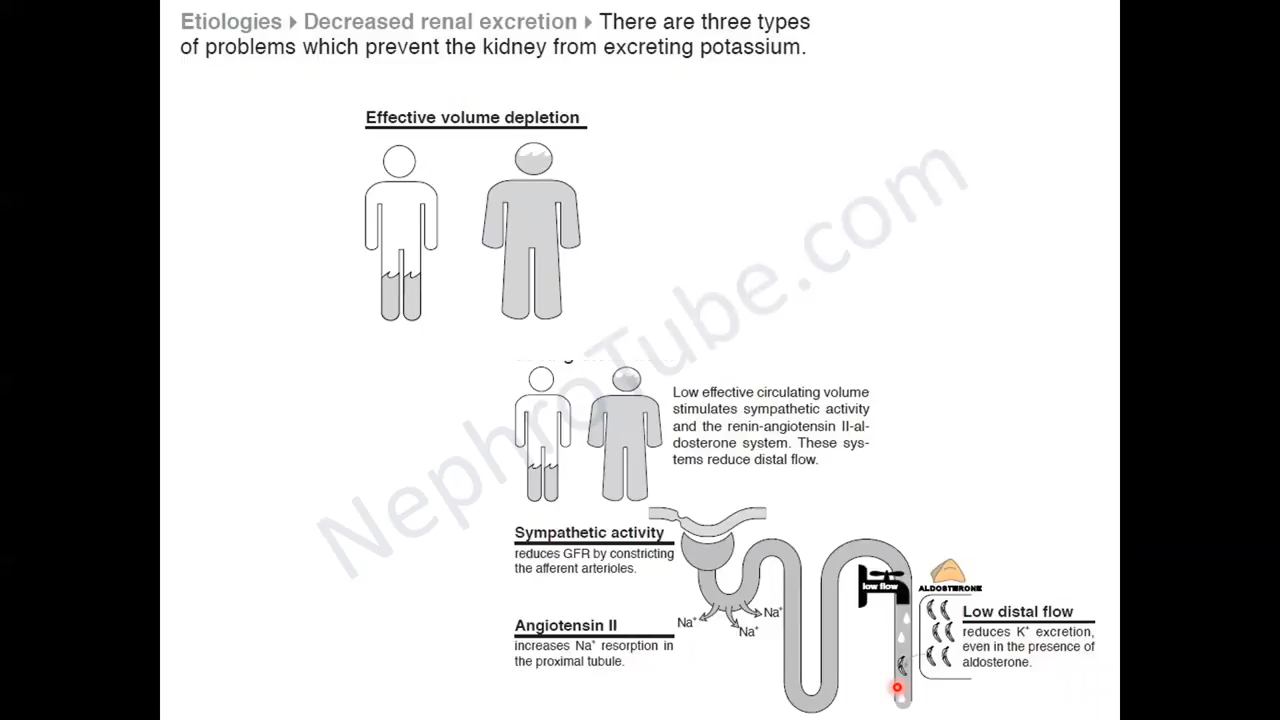 Etiologies ▸ Decreased renal excretion ▸ There are three types
of problems which prevent the kidney from excreting potassium.
Effective volume depletion
NephroTube.com
Low effective circulating volume
stimulates sympathetic activity
and the renin-angiotensin II-al-
dosterone system. These sys-
tems reduce distal flow.
Sympathetic activity
reduces GFR by constricting
the afferent arterioles.
low flow
ALDOSTERONE
Low distal flow
reduces K⁺ excretion,
even in the presence of
aldosterone.
Na⁺
Na⁺
Na⁺
Angiotensin II
increases Na⁺ resorption in
the proximal tubule.